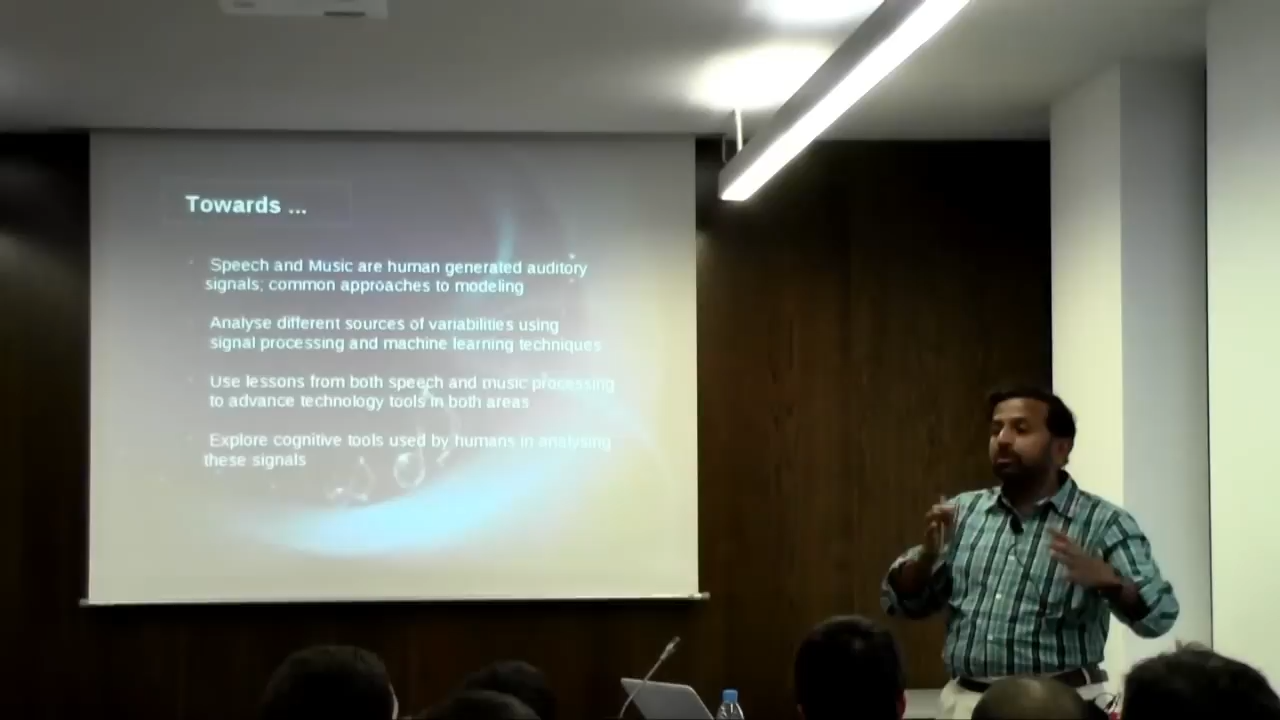 Towards ...
Speech and Music are human generated auditory
signals; common approaches to modeling
Analyse different sources of variabilities using
signal processing and machine learning techniques
Use lessons from both speech and music processing
to advance technology tools in both areas
Explore cognitive tools used by humans in analysing
these signals